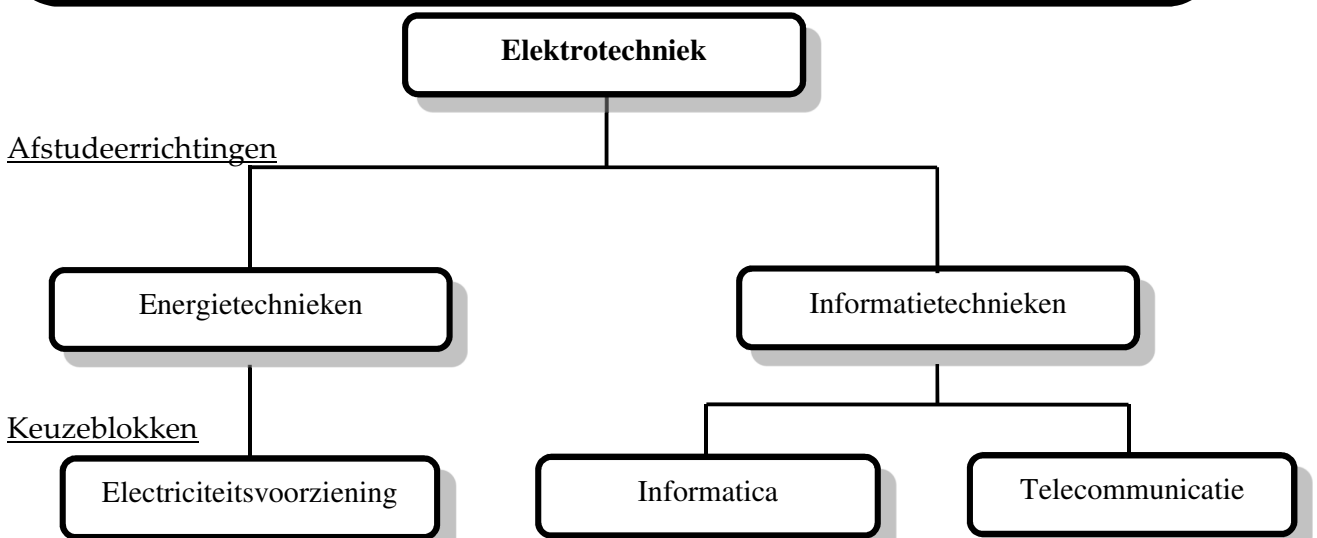 Elektrotechniek
Afstudeerrichtingen
Energietechnieken
Informatietechnieken
Keuzeblokken
Electriciteitsvoorziening
Informatica
Telecommunicatie